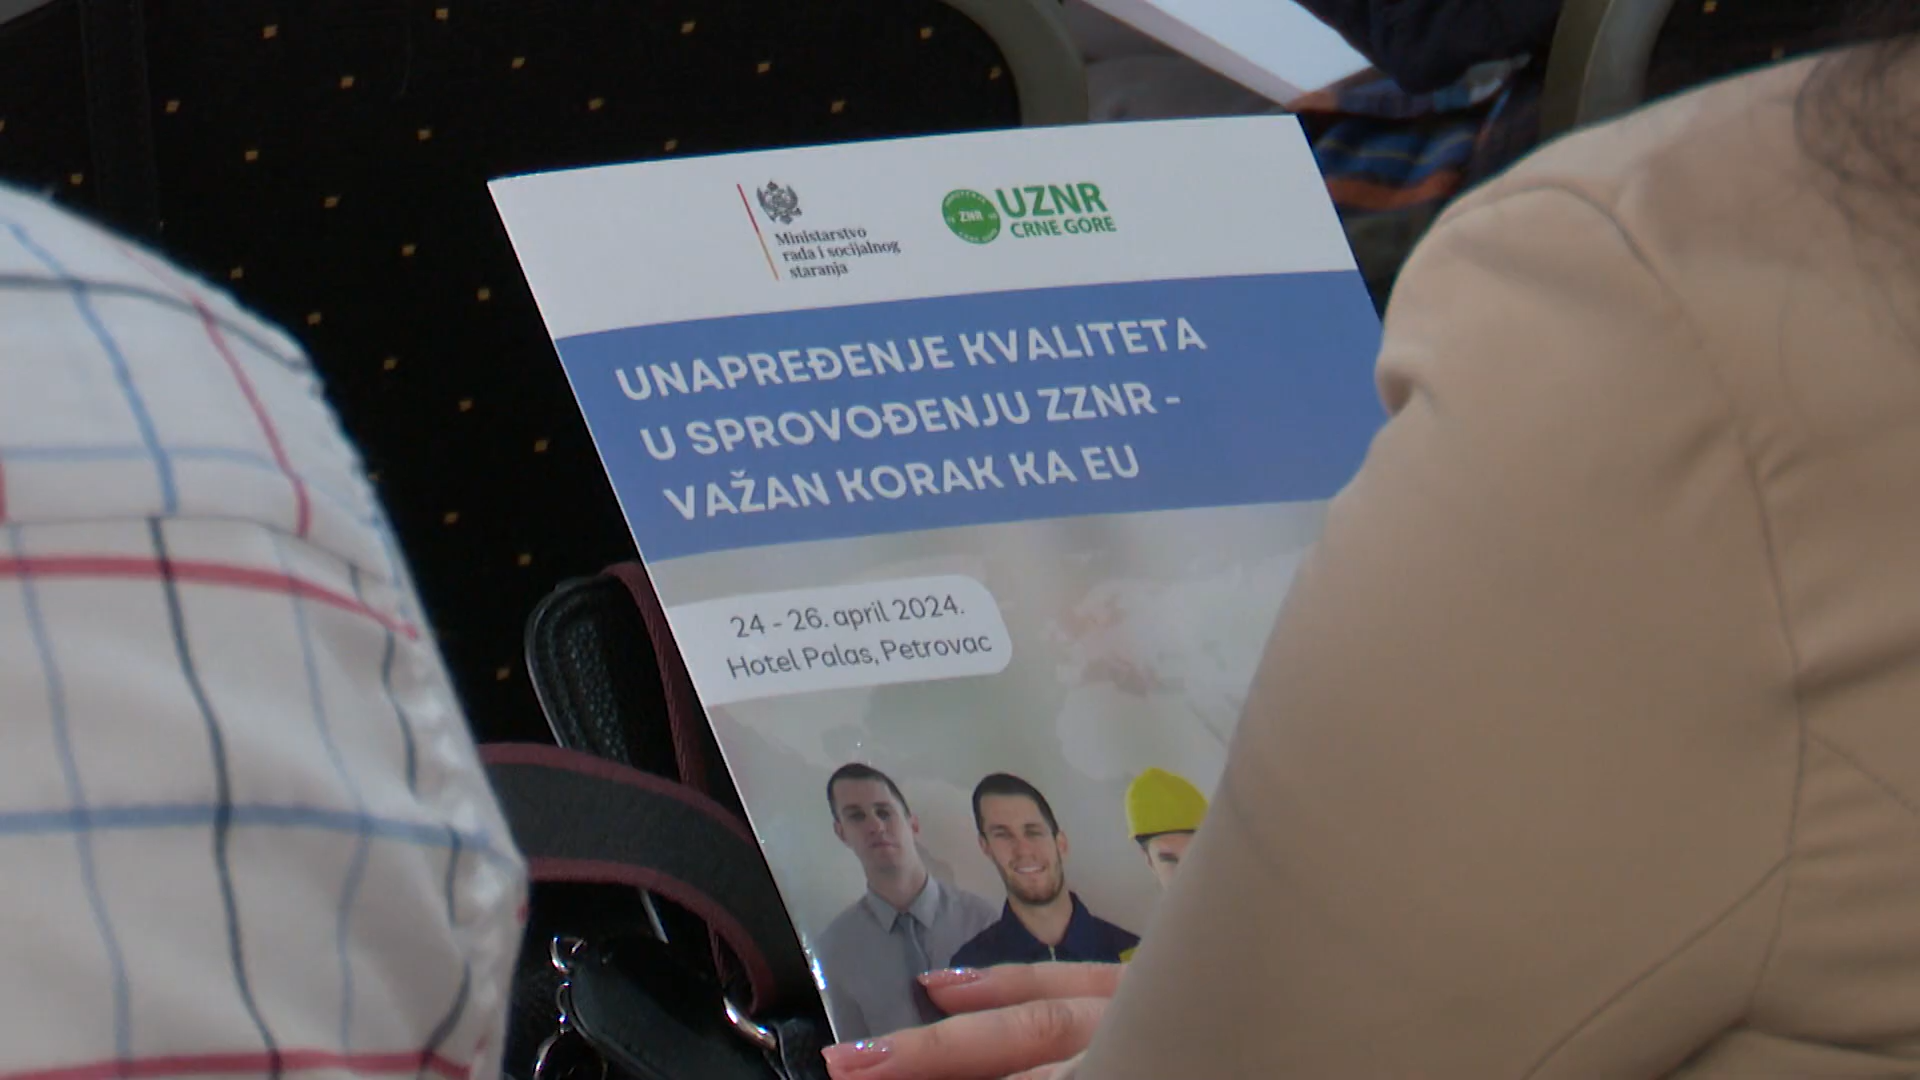 Ministarstvo
rada i socijalnog
staranja
ZNR
UZNR
CRNE GORE
UNAPREĐENJE KVALITETA
U SPROVOĐENJU ZZNR -
VAŽAN KORAK KA EU
24 - 26. april 2024.
Hotel Palas, Petrovac